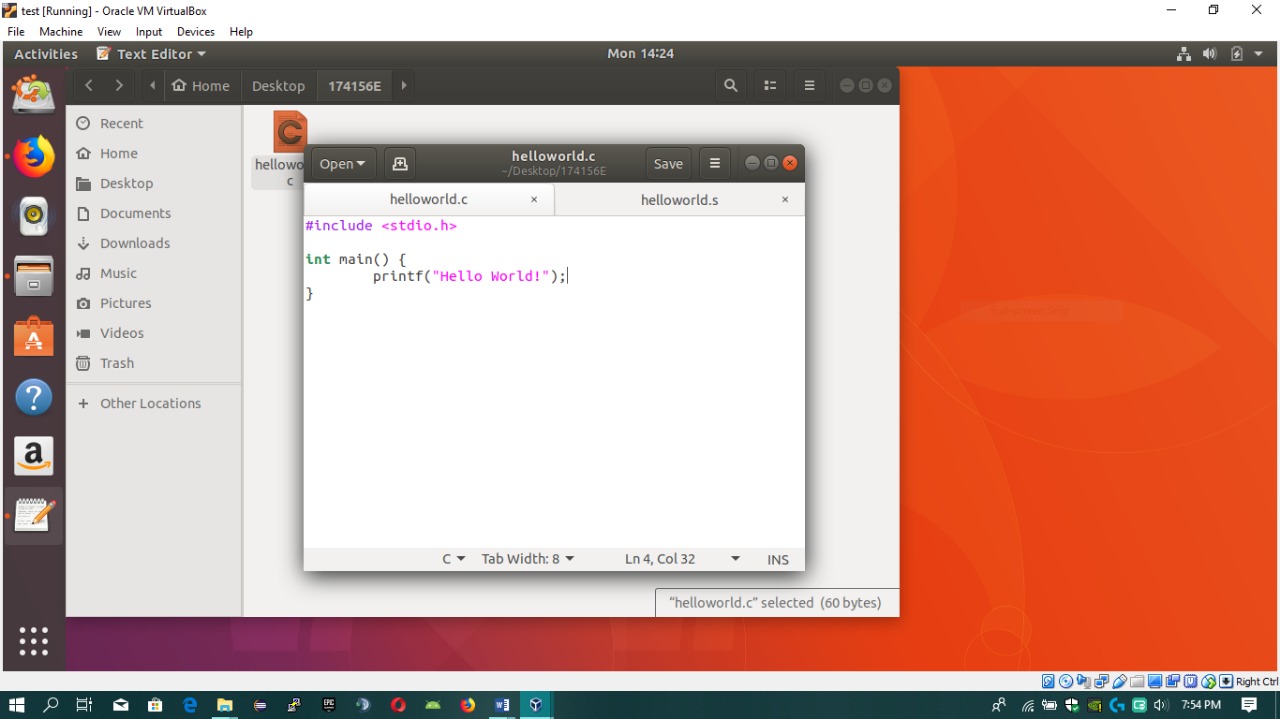 test [Running] - Oracle VM VirtualBox
File Machine View Input Devices Help
Activities Text Editor Mon 14:24
Home Desktop 174156E
Recent
Home
Desktop
Documents
Downloads
Music
Pictures
Videos
Trash
+ Other Locations
hellowo
c
Open helloworld.c Save
~/Desktop/174156E
helloworld.c × helloworld.s ×
#include <stdio.h>
int main() {
printf("Hello World!");
}
C Tab Width: 8 Ln 4, Col 32 INS
"helloworld.c" selected (60 bytes)
Right Ctrl
EPIC
7:54 PM